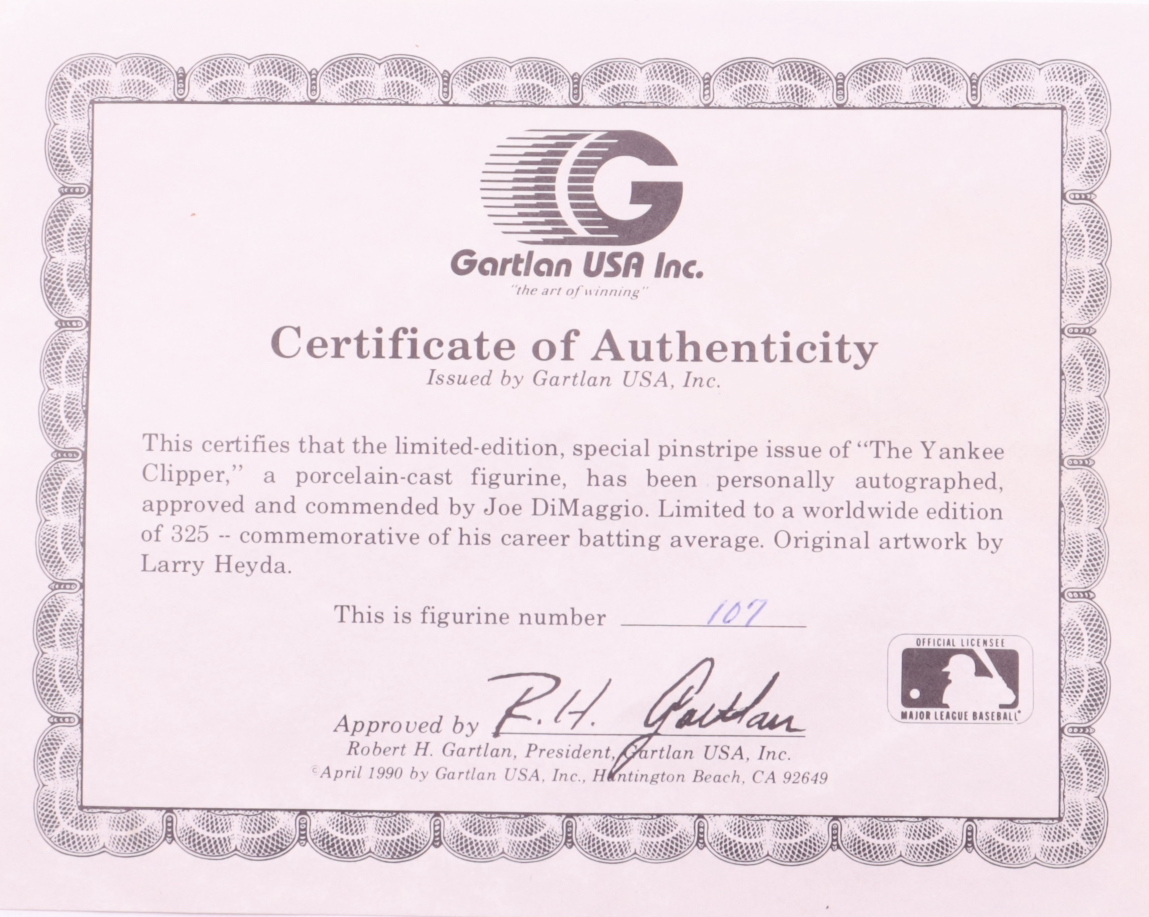 G
Gartlan USA Inc.
"the art of winning"
Certificate of Authenticity
Issued by Gartlan USA, Inc.
This certifies that the limited-edition, special pinstripe issue of “The Yankee
Clipper,” a porcelain-cast figurine, has been personally autographed,
approved and commended by Joe DiMaggio. Limited to a worldwide edition
of 325 -- commemorative of his career batting average. Original artwork by
Larry Heyda.
This is figurine number 107
OFFICIAL LICENSEE
MAJOR LEAGUE BASEBALL
Approved by R.H. Gartlan
Robert H. Gartlan, President, Gartlan USA, Inc.
©April 1990 by Gartlan USA, Inc., Huntington Beach, CA 92649